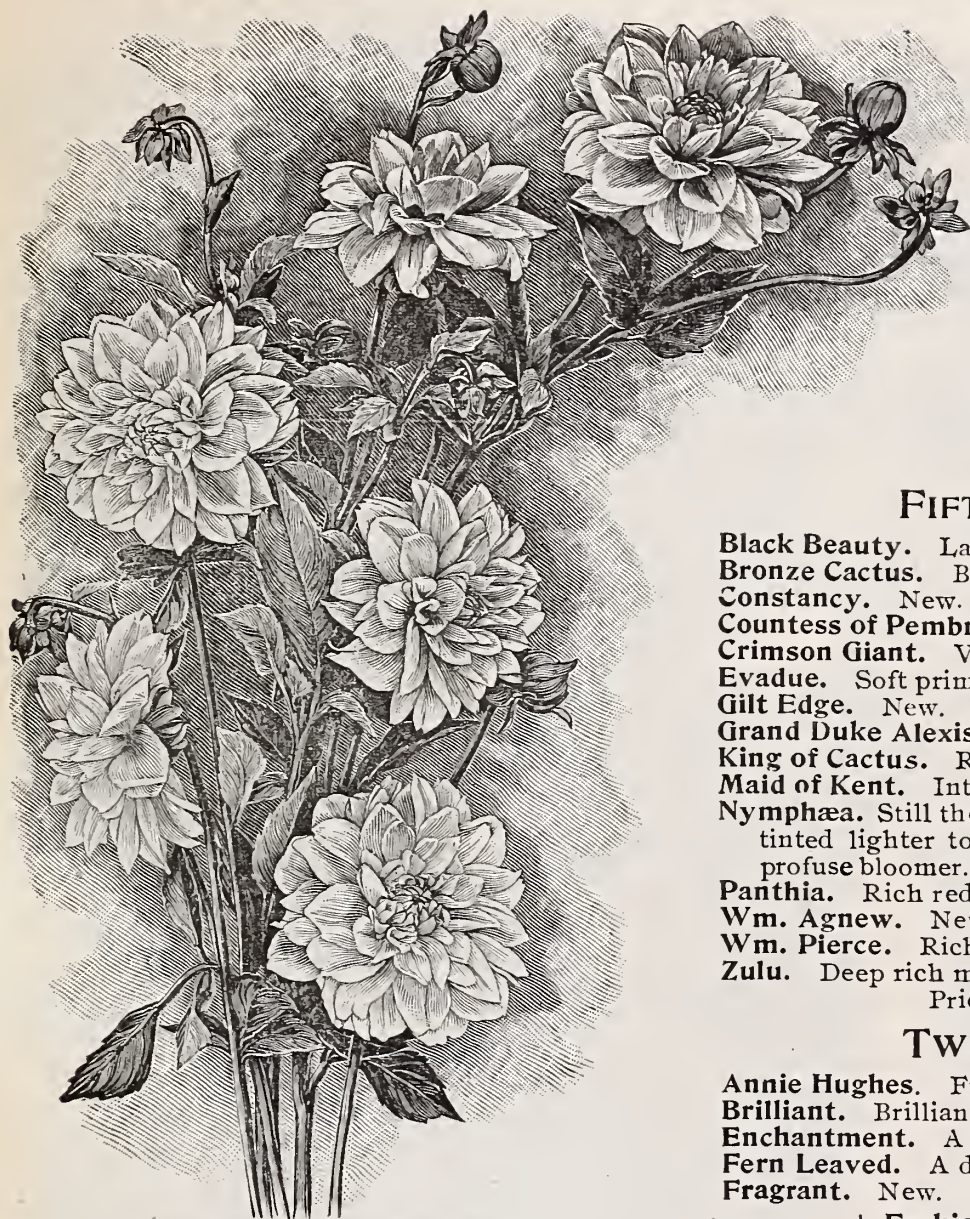 FIFT
Black Beauty. La
Bronze Cactus. B
Constancy. New.
Countess of Pembr
Crimson Giant. V
Evadue. Soft prim
Gilt Edge. New.
Grand Duke Alexis
King of Cactus. R
Maid of Kent. Int
Nymphæa. Still th
tinted lighter to
profuse bloomer.
Panthia. Rich red
Wm. Agnew. Ne
Wm. Pierce. Rich
Zulu. Deep rich m
Pric
TW
Annie Hughes. F
Brilliant. Brillian
Enchantment. A
Fern Leaved. A d
Fragrant. New.